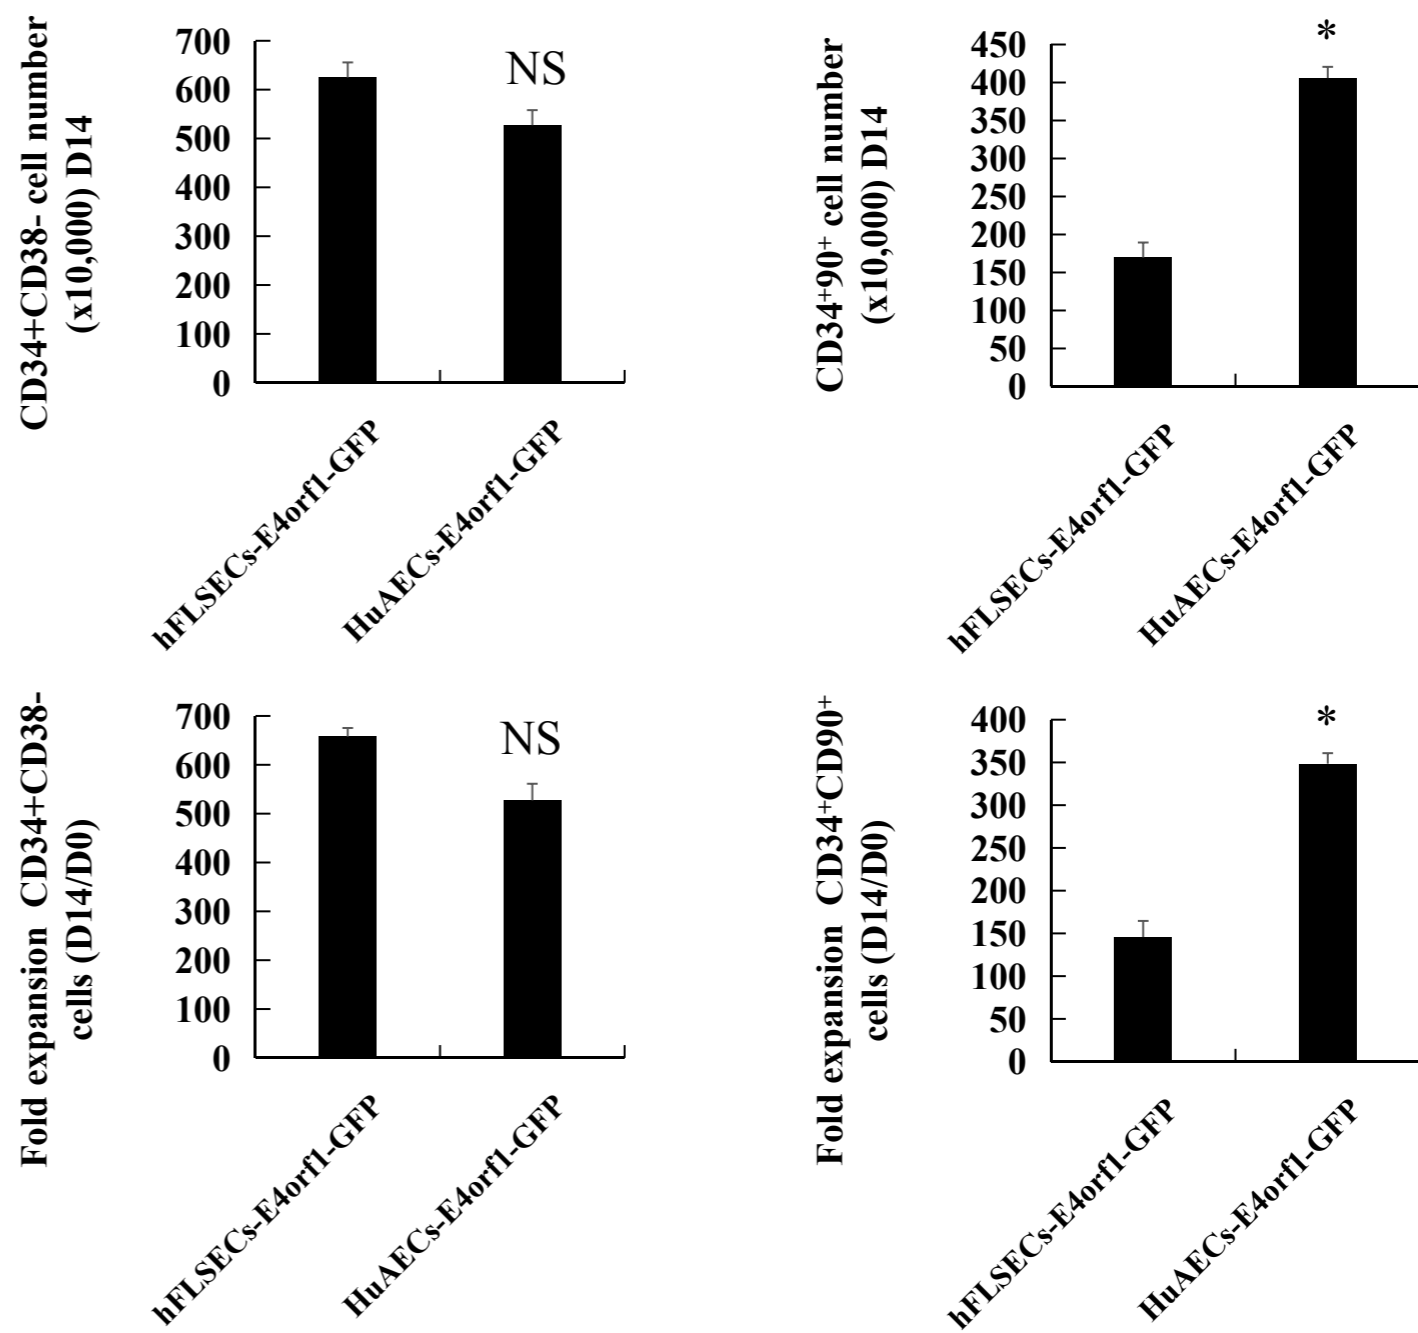 CD34+CD38- cell number
(x10,000) D14
700
600
500
400
300
200
100
0
NS
hFLSECs-E4orf1-GFP
HuAECs-E4orf1-GFP
CD34⁺90⁺ cell number
(x10,000) D14
450
400
350
300
250
200
150
100
50
0
*
hFLSECs-E4orf1-GFP
HuAECs-E4orf1-GFP
Fold expansion CD34+CD38-
cells (D14/D0)
700
600
500
400
300
200
100
0
NS
hFLSECs-E4orf1-GFP
HuAECs-E4orf1-GFP
Fold expansion CD34⁺CD90⁺
cells (D14/D0)
400
350
300
250
200
150
100
50
0
*
hFLSECs-E4orf1-GFP
HuAECs-E4orf1-GFP